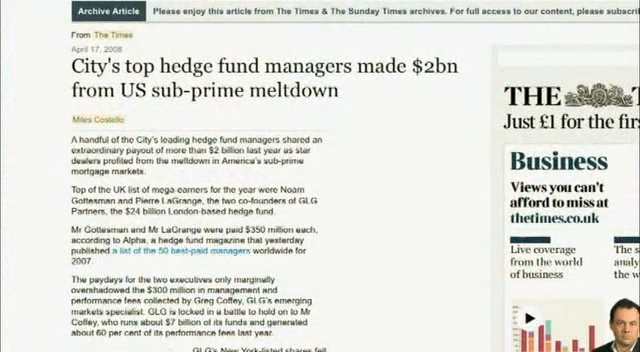 Archive Article Please enjoy this article from The Times & The Sunday Times archives. For full access to our content, please
From The Times
April 17, 2008
City's top hedge fund managers made $2bn
from US sub-prime meltdown
Miles Costello
A handful of the City's leading hedge fund managers shared an
extraordinary payout of more than $2 billion last year as star
dealers profited from the meltdown in America's sub-prime
mortgage markets.
Top of the UK list of mega-earners for the year were Noam
Gottesman and Pierre LaGrange, the two co-founders of GLG
Partners, the $24 billion London-based hedge fund.
Mr Gottesman and Mr LaGrange were paid $350 million each,
according to Alpha, a hedge fund magazine that yesterday
published a list of the 50 best-paid managers worldwide for
2007.
The paydays for the two executives only marginally
overshadowed the $300 million in management and
performance fees collected by Greg Coffey, GLG's emerging
markets specialist. GLG is locked in a battle to hold on to Mr
Coffey, who runs about $7 billion of its funds and generated
about 60 per cent of its performance fees last year.
GLG's New York-listed shares fell
THE
Just £1 for the
Business
Views you can't
afford to miss at
thetimes.co.uk
Live coverage
from the world
of business
The
the